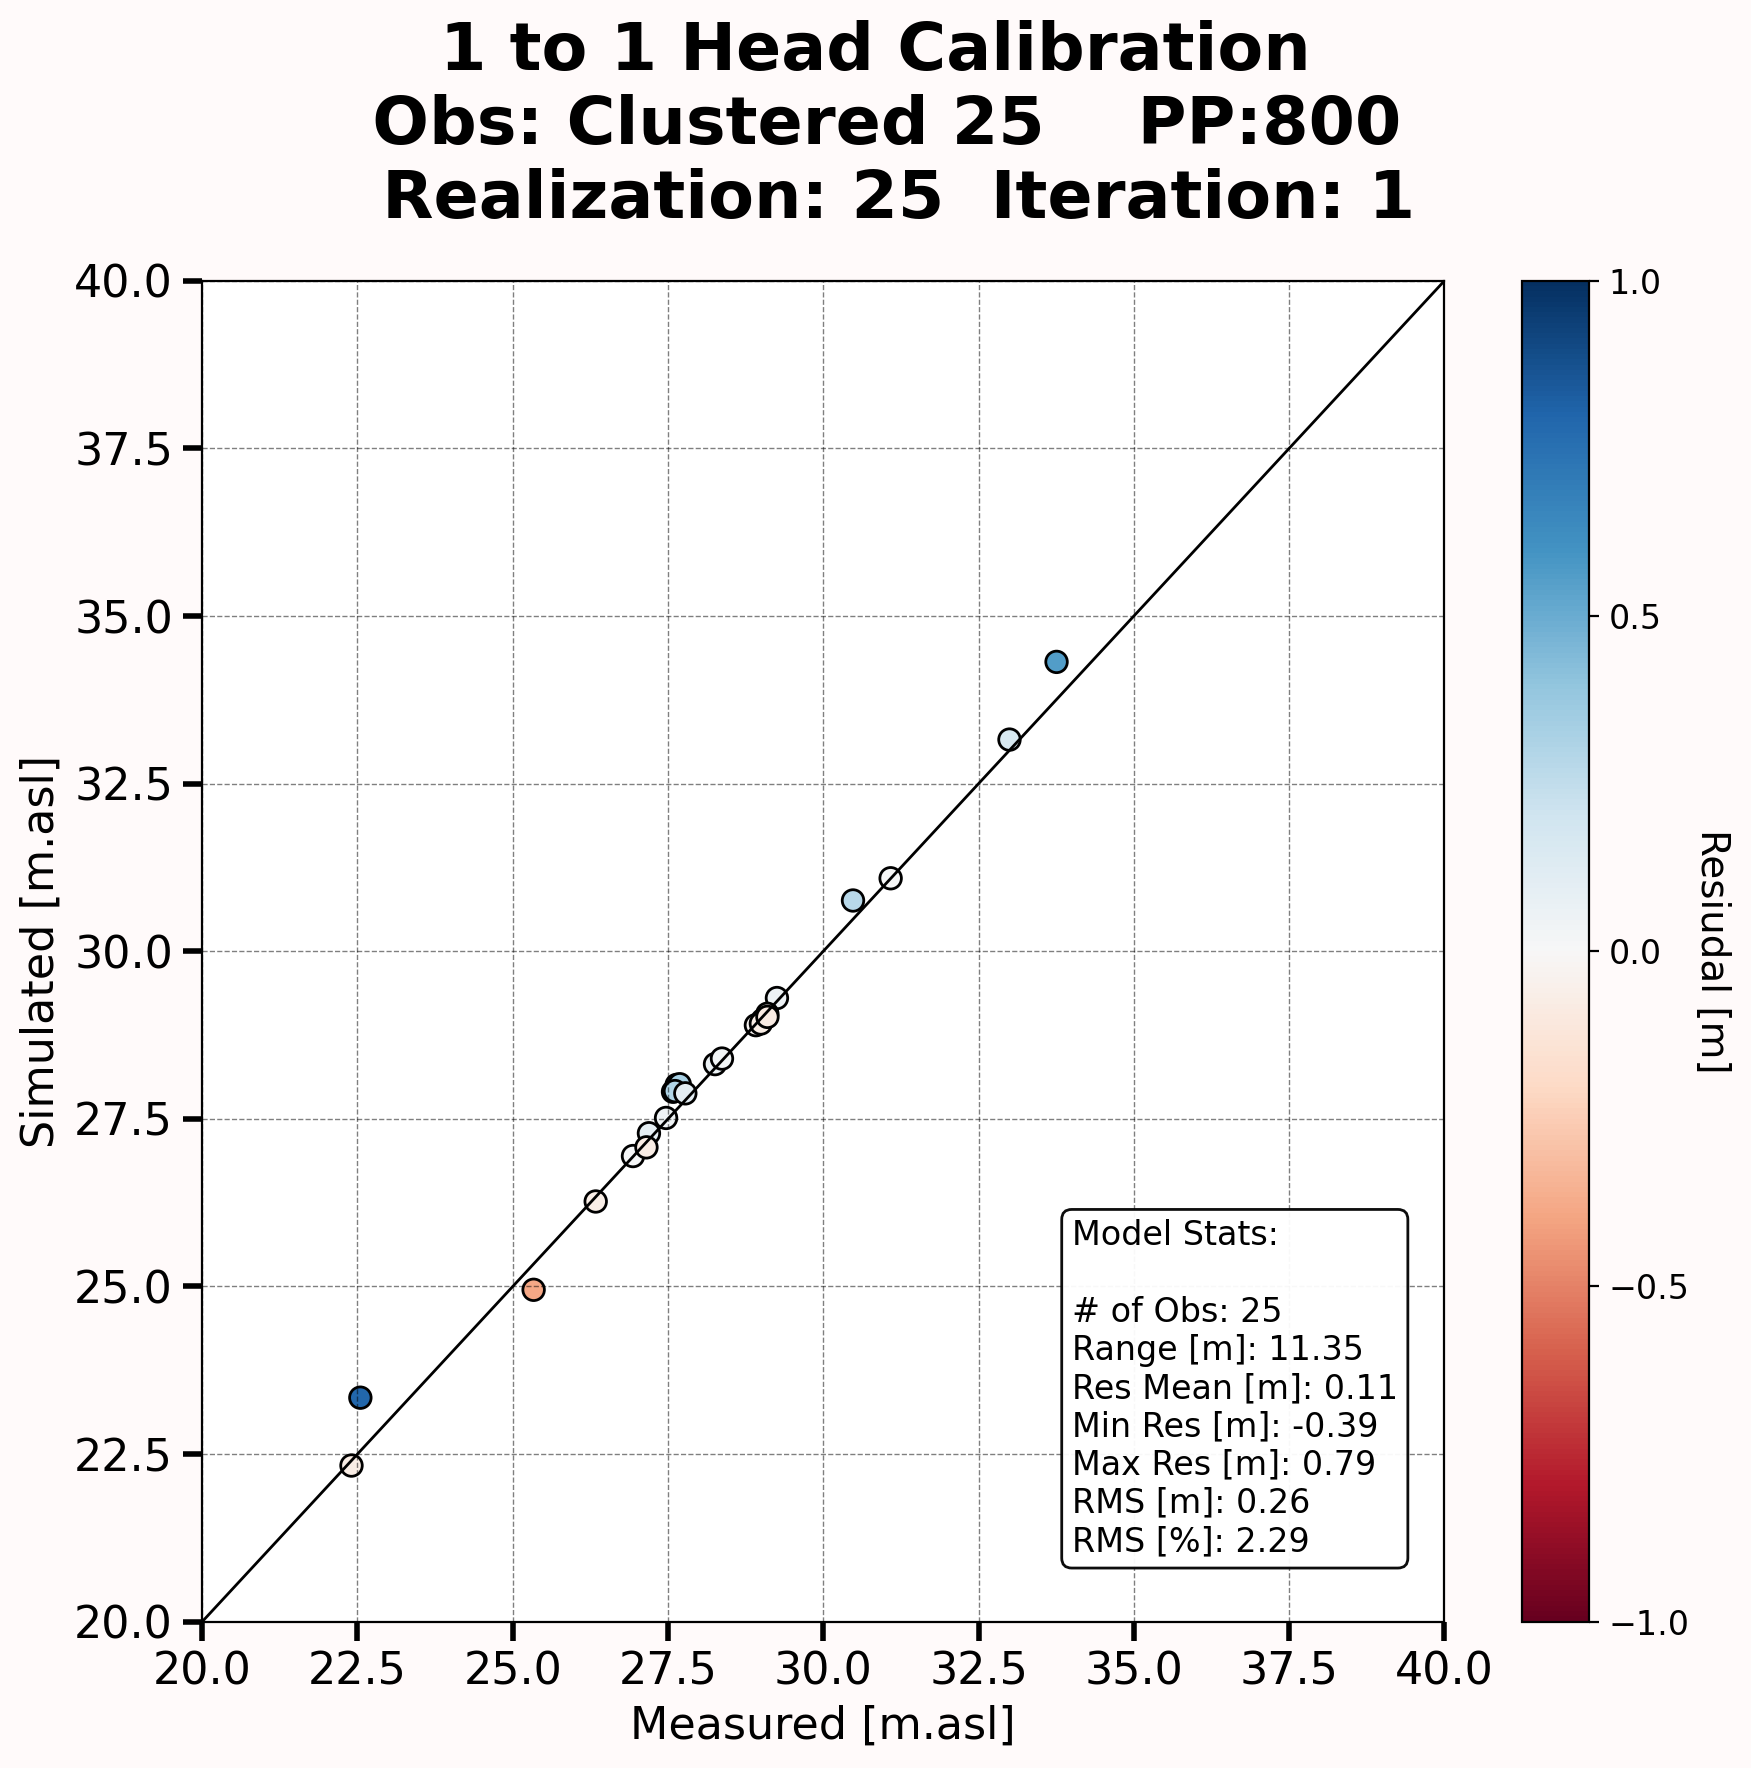 1 to 1 Head Calibration
Obs: Clustered 25    PP:800
Realization: 25  Iteration: 1
40.0
37.5
35.0
32.5
30.0
27.5
25.0
22.5
20.0
Simulated [m.asl]
20.0 22.5 25.0 27.5 30.0 32.5 35.0 37.5 40.0
Measured [m.asl]
Model Stats:
# of Obs: 25
Range [m]: 11.35
Res Mean [m]: 0.11
Min Res [m]: -0.39
Max Res [m]: 0.79
RMS [m]: 0.26
RMS [%]: 2.29
1.0
0.5
0.0
−0.5
−1.0
Resiudal [m]